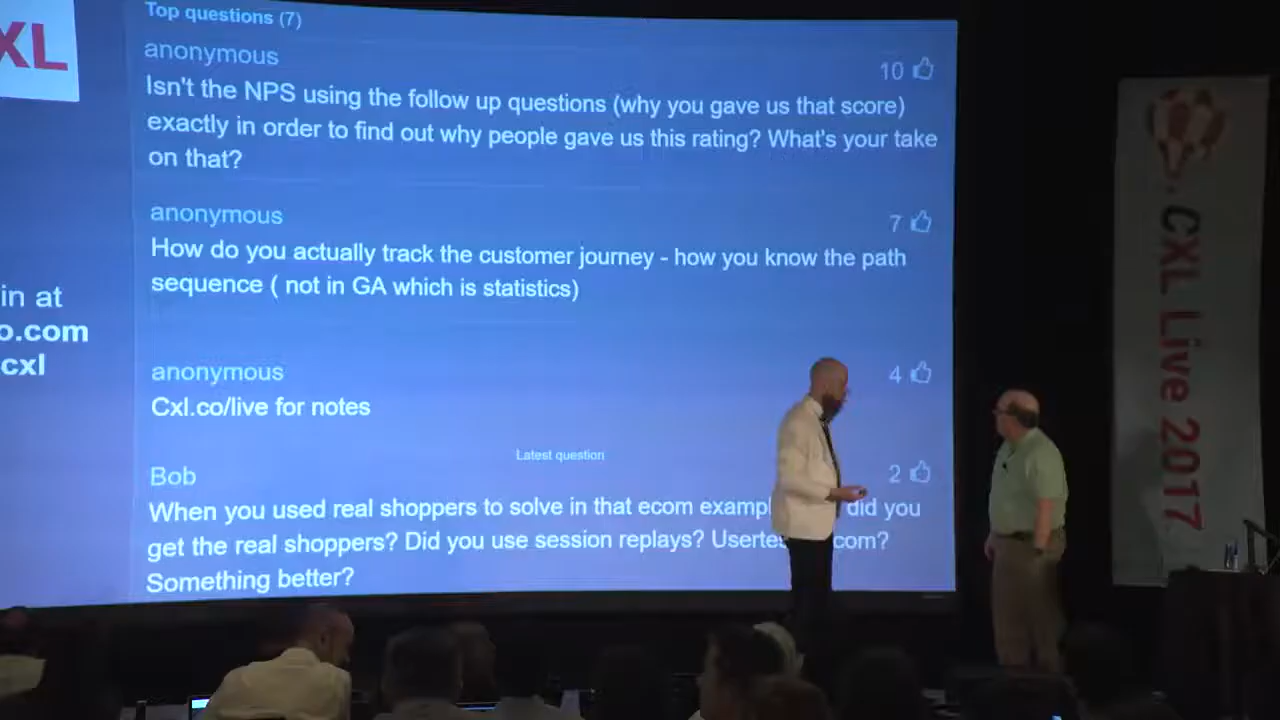 XL
Top questions (7)
anonymous
10
Isn't the NPS using the follow up questions (why you gave us that score)
exactly in order to find out why people gave us this rating? What's your take
on that?
anonymous
7
How do you actually track the customer journey - how you know the path
sequence ( not in GA which is statistics)
in at
o.com
cxl
anonymous
4
Cxl.co/live for notes
Latest question
Bob
2
When you used real shoppers to solve in that ecom exampl did you
get the real shoppers? Did you use session replays? Usertes com?
Something better?
CXL Live 2017